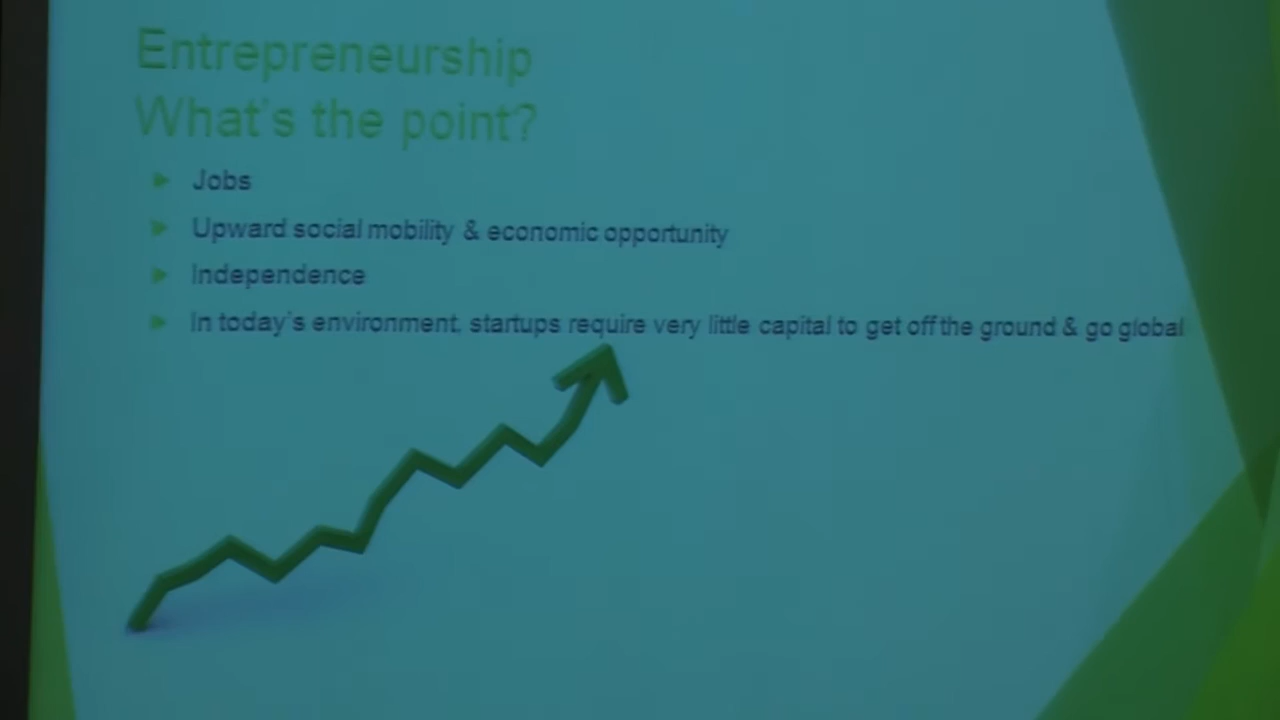 Entrepreneurship
What's the point?
Jobs
Upward social mobility & economic opportunity
Independence
In today's environment, startups require very little capital to get off the ground & go global